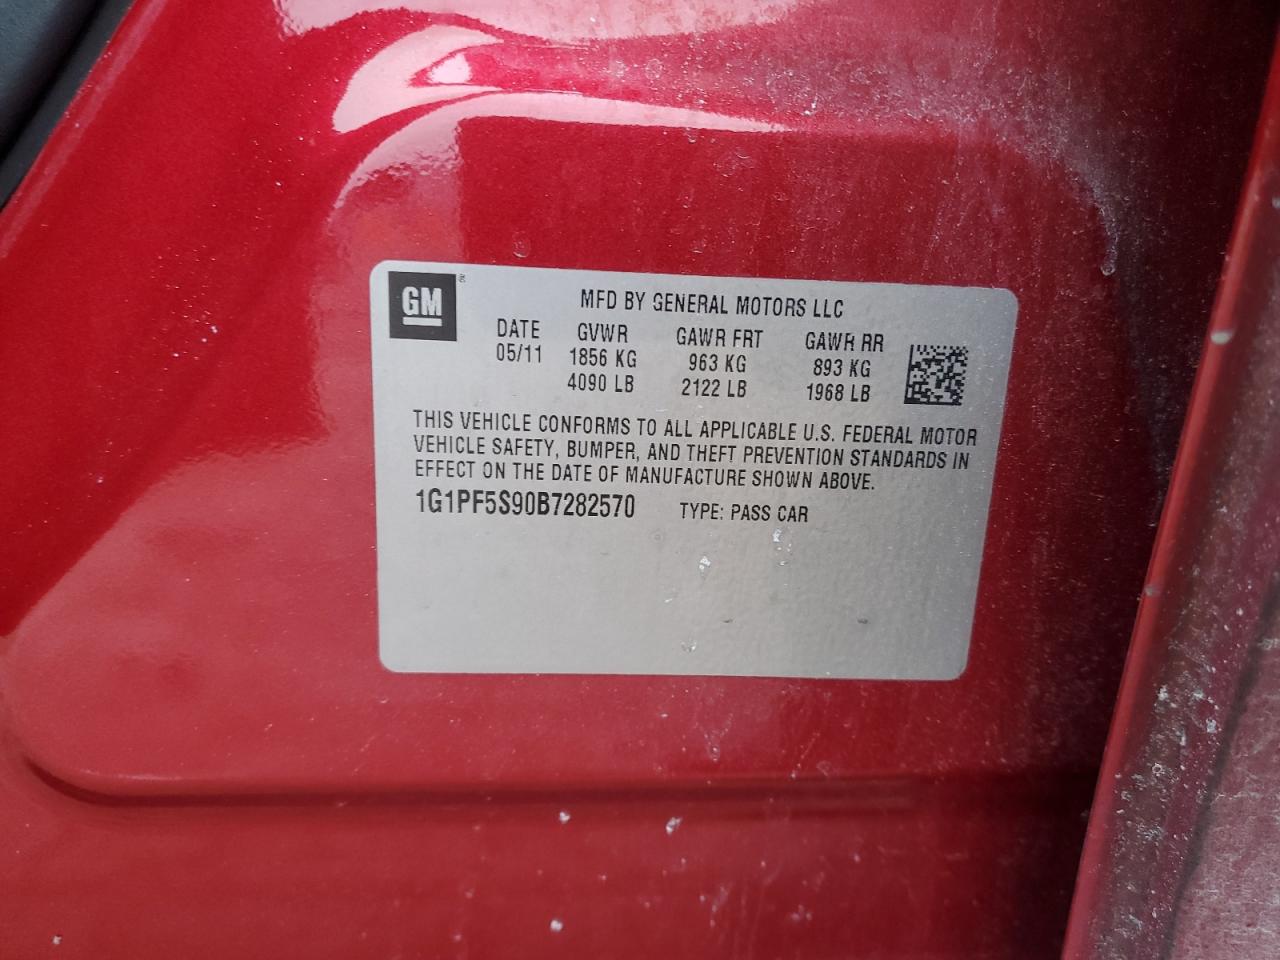 GM ®
MFD BY GENERAL MOTORS LLC
DATE GVWR GAWR FRT GAWR RR
05/11 1856 KG 963 KG 893 KG
4090 LB 2122 LB 1968 LB
THIS VEHICLE CONFORMS TO ALL APPLICABLE U.S. FEDERAL MOTOR
VEHICLE SAFETY, BUMPER, AND THEFT PREVENTION STANDARDS IN
EFFECT ON THE DATE OF MANUFACTURE SHOWN ABOVE.
1G1PF5S90B7282570 TYPE: PASS CAR